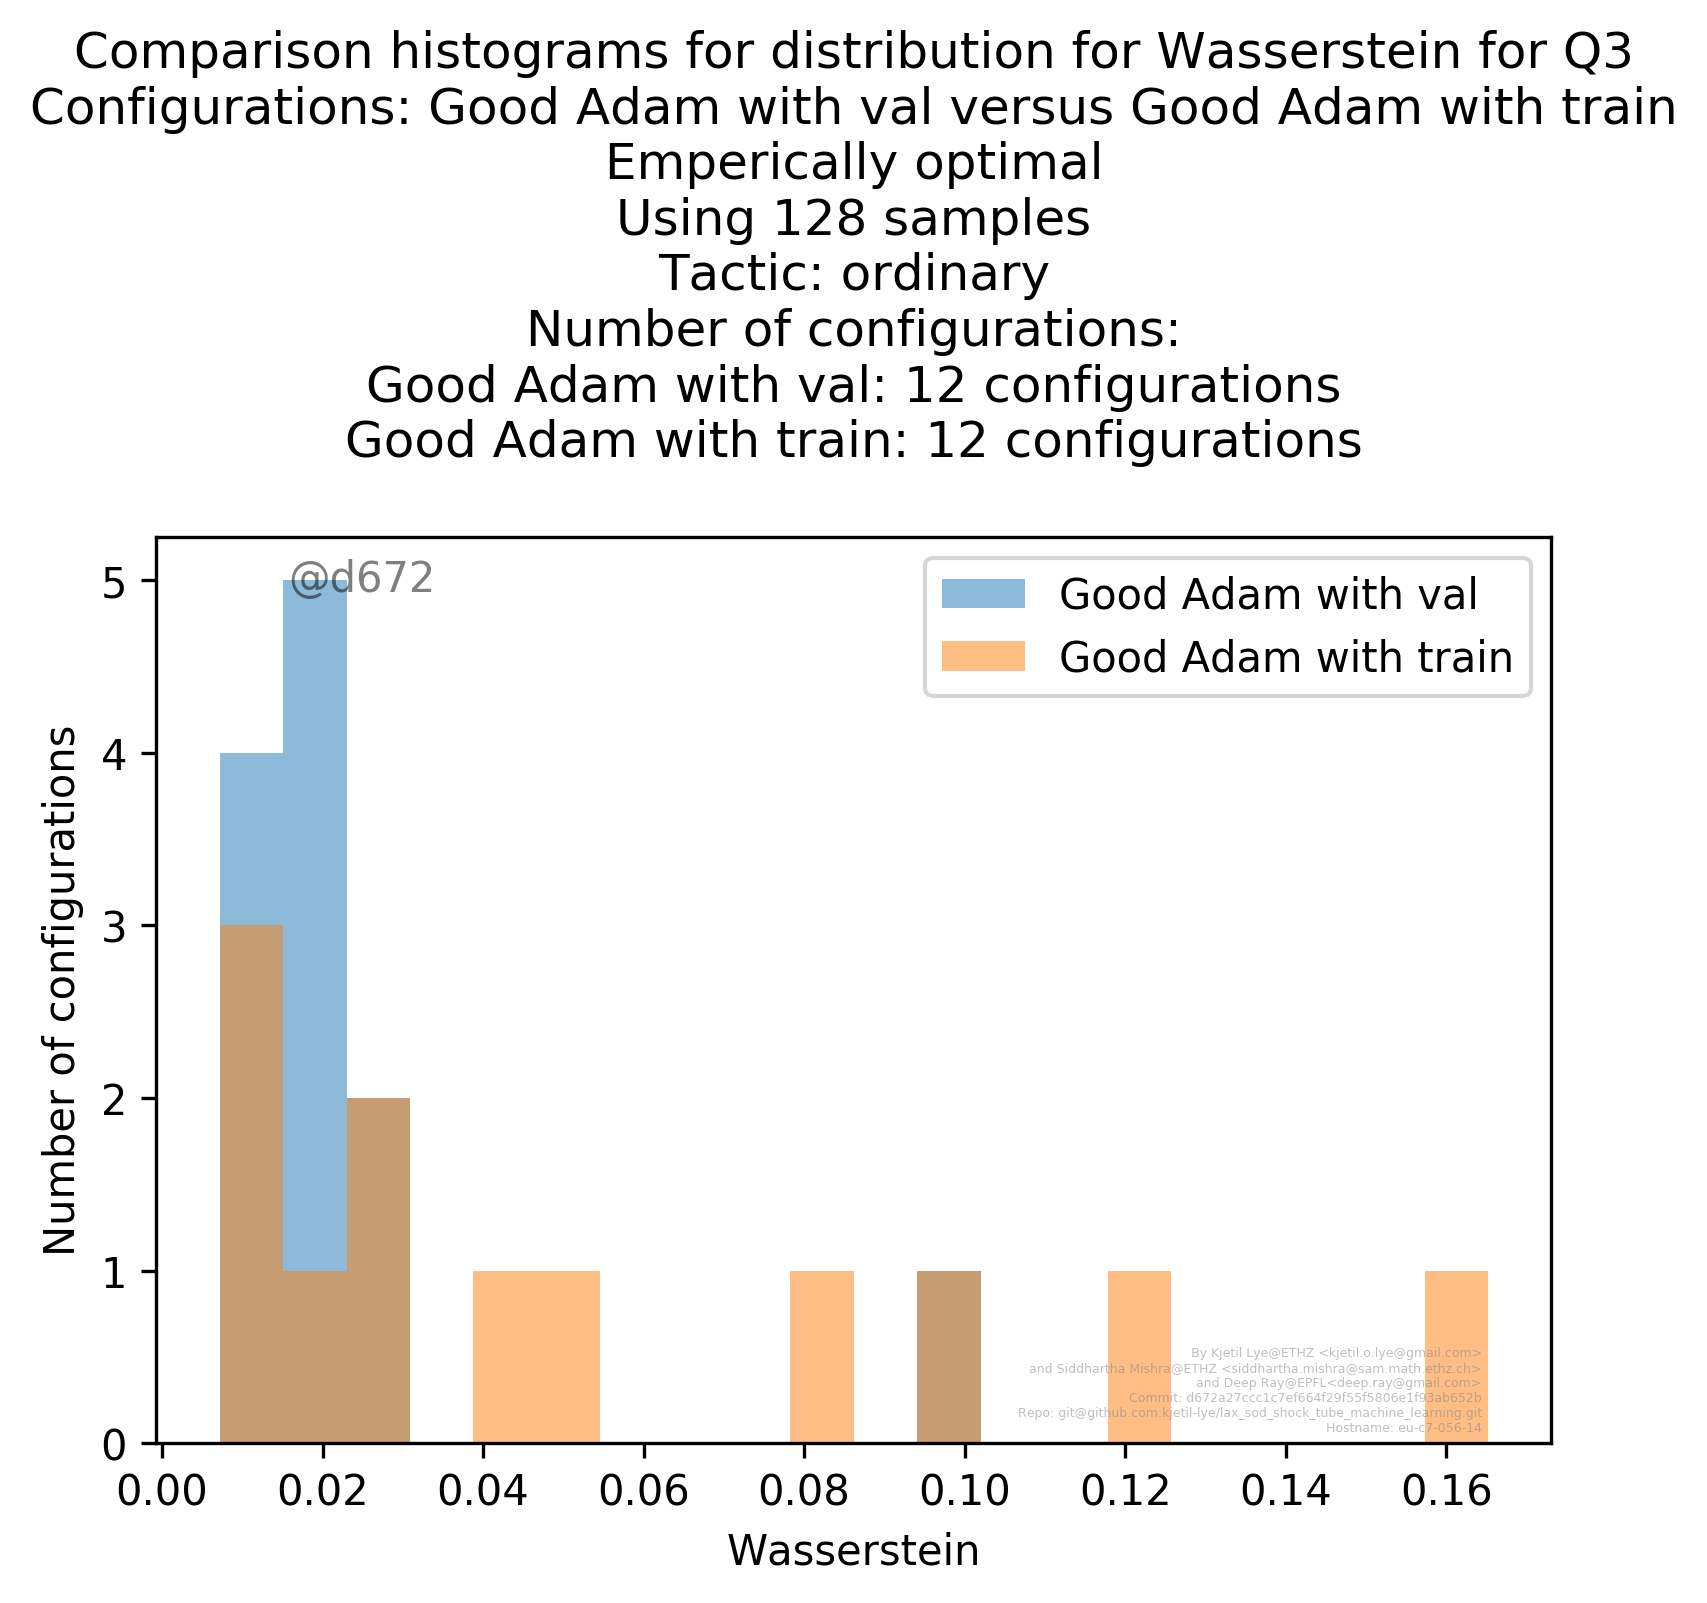 Comparison histograms for distribution for Wasserstein for Q3
Configurations: Good Adam with val versus Good Adam with train
Emperically optimal
Using 128 samples
Tactic: ordinary
Number of configurations:
Good Adam with val: 12 configurations
Good Adam with train: 12 configurations
@d672
Good Adam with val
Good Adam with train
Number of configurations
5
4
3
2
1
0
By Kjetil Lye@ETHZ <kjetil.o.lye@gmail.com>
and Siddhartha Mishra@ETHZ <siddhartha.mishra@sam.math.ethz.ch>
and Deep Ray@EPFL<deep.ray@gmail.com>
Commit: d672a27ccc1c7ef664f29f55f5806e1f93ab652b
Repo: git@github.com:kjetil-lye/lax_sod_shock_tube_machine_learning.git
Hostname: eu-c7-056-14
0.00 0.02 0.04 0.06 0.08 0.10 0.12 0.14 0.16
Wasserstein